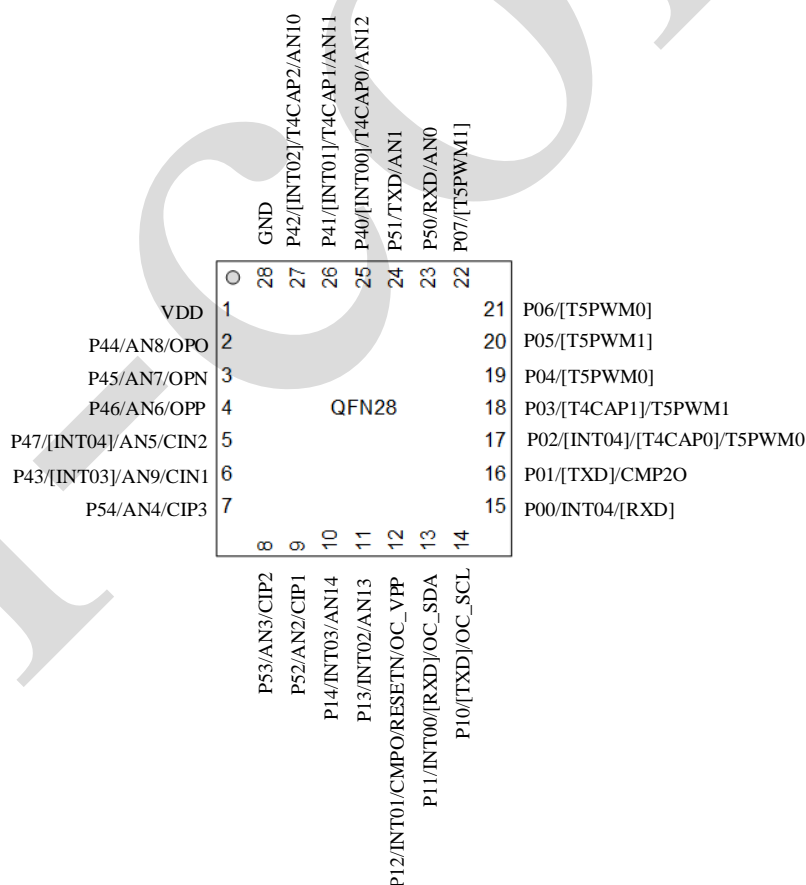 P42/[INT02]/T4CAP2/AN10
P41/[INT01]/T4CAP1/AN11
P40/[INT00]/T4CAP0/AN12
GND
P51/TXD/AN1
P50/RXD/AN0
P07/[T5PWM1]
28 27 26 25 24 23 22
VDD 1
21 P06/[T5PWM0]
P44/AN8/OPO 2
20 P05/[T5PWM1]
P45/AN7/OPN 3
19 P04/[T5PWM0]
P46/AN6/OPP 4
QFN28
18 P03/[T4CAP1]/T5PWM1
P47/[INT04]/AN5/CIN2 5
17 P02/[INT04]/[T4CAP0]/T5PWM0
P43/[INT03]/AN9/CIN1 6
16 P01/[TXD]/CMP2O
P54/AN4/CIP3 7
15 P00/INT04/[RXD]
8 9 10 11 12 13 14
P53/AN3/CIP2
P52/AN2/CIP1
P14/INT03/AN14
P13/INT02/AN13
P12/INT01/CMPO/RESETN/OC_VPP
P11/INT00/[RXD]/OC_SDA
P10/[TXD]/OC_SCL